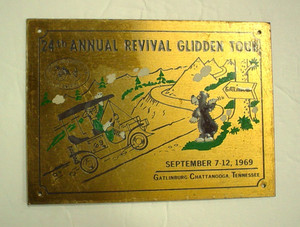 24TH ANNUAL REVIVAL GLIDDEN TOUR
SEPTEMBER 7-12, 1969
GATLINBURG CHATTANOOGA TENNESSEE